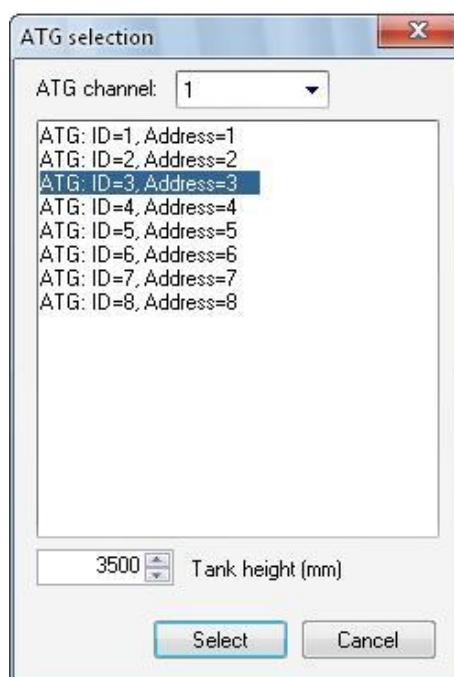 ATG selection
ATG channel: 1
ATG: ID=1, Address=1
ATG: ID=2, Address=2
ATG: ID=3, Address=3
ATG: ID=4, Address=4
ATG: ID=5, Address=5
ATG: ID=6, Address=6
ATG: ID=7, Address=7
ATG: ID=8, Address=8
3500 Tank height (mm)
Select Cancel